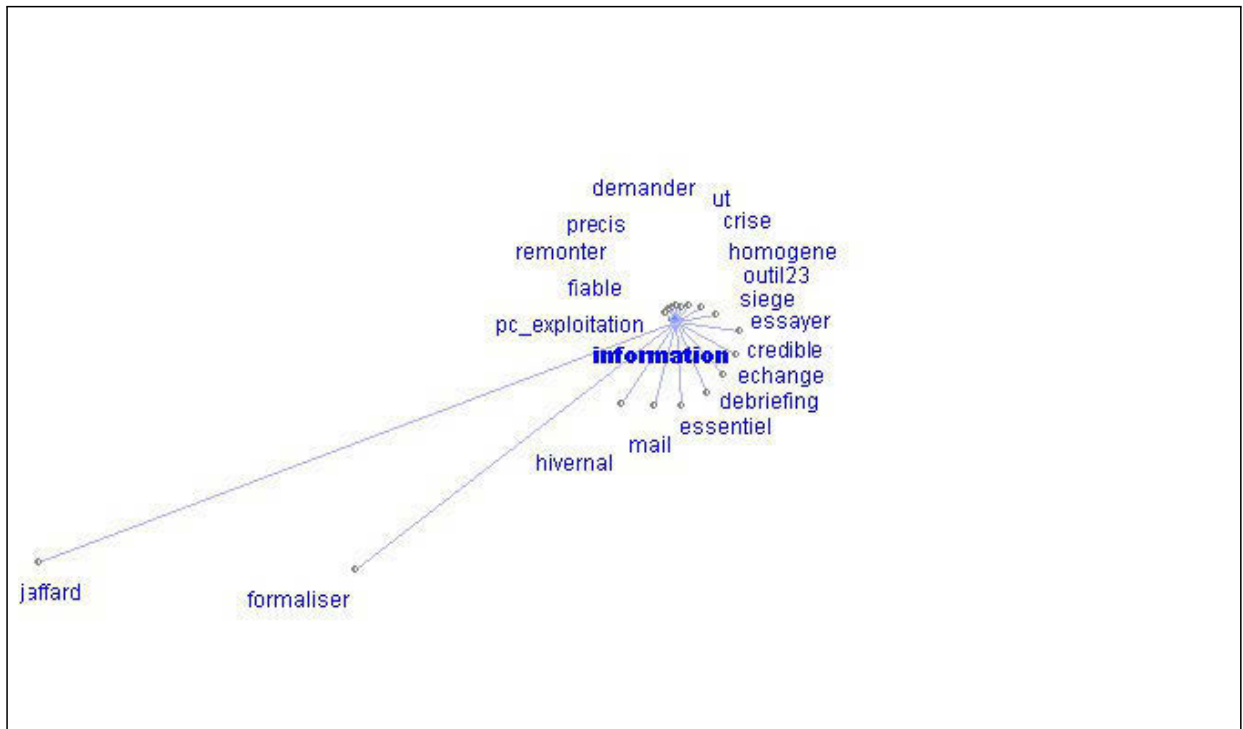 demander
ut
crise
precis
remonter
homogene
outil23
fiable
siege
essayer
pc_exploitation
information
credible
echange
debriefing
essentiel
mail
hivernal
jaffard
formaliser